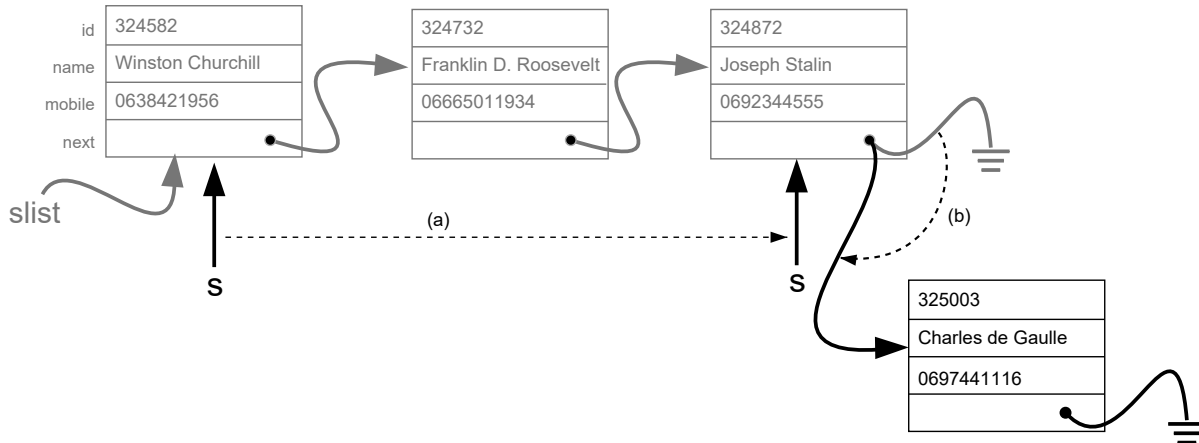 id
name
mobile
next
324582
Winston Churchill
0638421956
324732
Franklin D. Roosevelt
06665011934
324872
Joseph Stalin
0692344555
slist
s
(a)
s
(b)
325003
Charles de Gaulle
0697441116